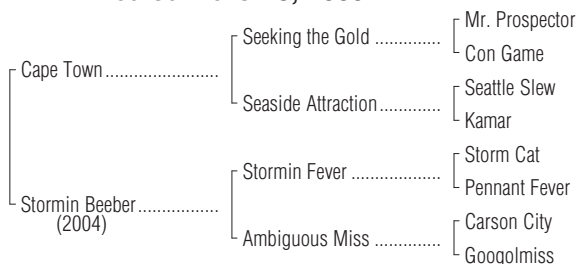 Mr. Prospector
Seeking the Gold ..............
Con Game
Cape Town .........................
Seattle Slew
Seaside Attraction .............
Kamar
Storm Cat
Stormin Fever ...................
Pennant Fever
Stormin Beeber ..................
(2004)
Carson City
Ambiguous Miss ..............
Googolmiss